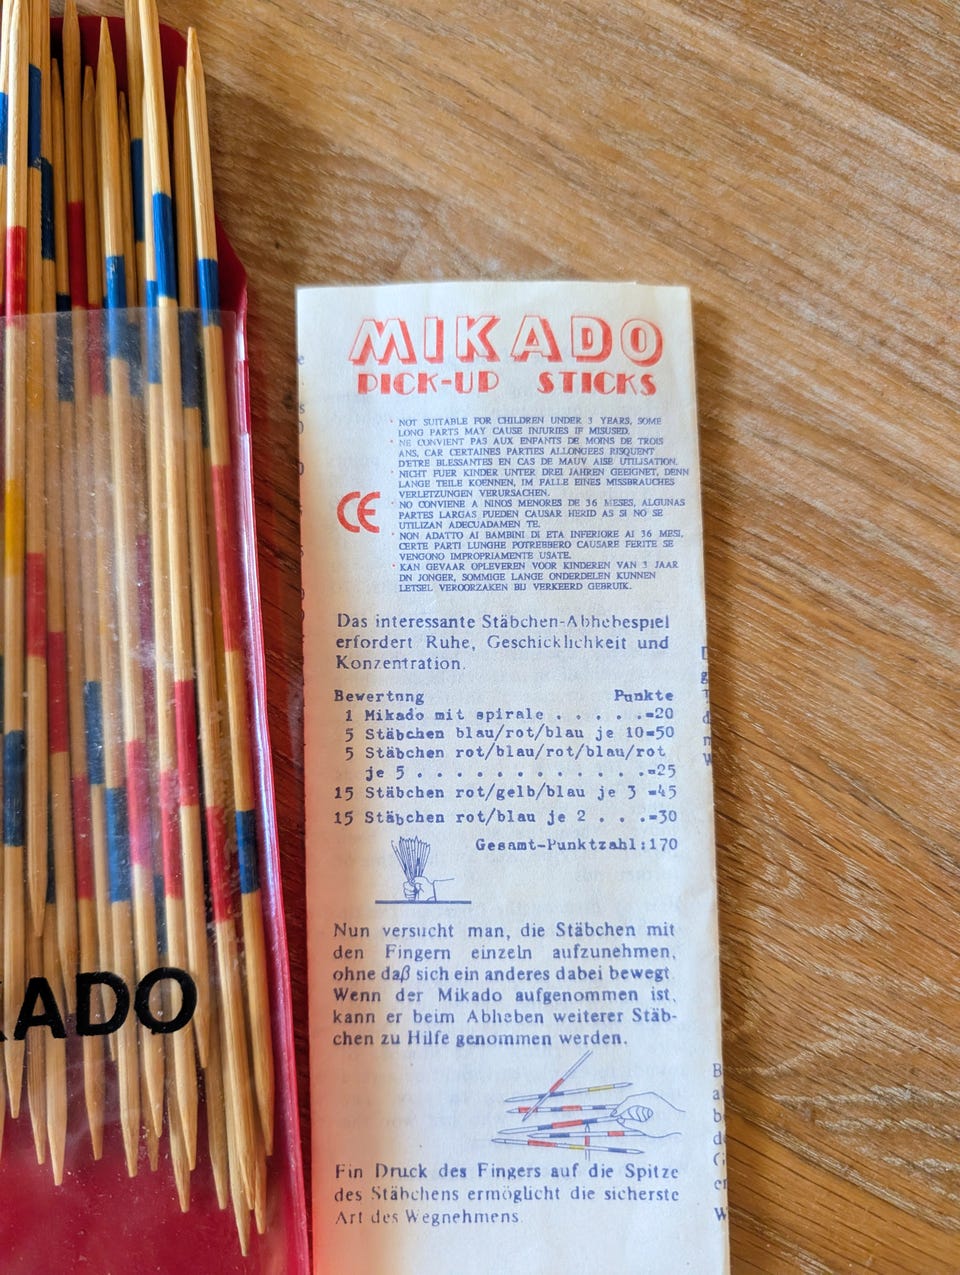 MIKADO
PICK-UP STICKS
· NOT SUITABLE FOR CHILDREN UNDER 3 YEARS, SOME
LONG PARTS MAY CAUSE INJURIES IF MISUSED.
· NE CONVIENT PAS AUX ENFANTS DE MOINS DE TROIS
ANS, CAR CERTAINES PARTIES ALLONGEES RISQUENT
D'ETRE BLESSANTES EN CAS DE MAUV AISE UTILISATION.
· NICHT FUER KINDER UNTER DREI JAHREN GEEIGNET, DENN
LANGE TEILE KOENNEN, IM FALLE EINES MISSBRAUCHES
VERLETZUNGEN VERURSACHEN.
· NO CONVIENE A NINOS MENORES DE 36 MESES, ALGUNAS
PARTES LARGAS PUEDEN CAUSAR HERID AS SI NO SE
UTILIZAN ADECUADAMEN TE.
· NON ADATTO AI BAMBINI DI ETA INFERIORE AI 36 MESI,
CERTE PARTI LUNGHE POTREBBERO CAUSARE FERITE SE
VENGONO IMPROPRIAMENTE USATE.
· KAN GEVAAR OPLEVEREN VOOR KINDEREN VAN 3 JAAR
DN JONGER, SOMMIGE LANGE ONDERDELEN KUNNEN
LETSEL VEROORZAKEN BIJ VERKEERD GEBRUIK.
CE
Das interessante Stäbchen-Abhebespiel
erfordert Ruhe, Geschicklichkeit und
Konzentration.
Bewertung Punkte
1 Mikado mit spirale . . . . .=20
5 Stäbchen blau/rot/blau je 10=50
5 Stäbchen rot/blau/rot/blau/rot
je 5 . . . . . . . . . . . .=25
15 Stäbchen rot/gelb/blau je 3 =45
15 Stäbchen rot/blau je 2 . . .=30
Gesamt-Punktzahl:170
Nun versucht man, die Stäbchen mit
den Fingern einzeln aufzunehmen,
ohne daß sich ein anderes dabei bewegt.
Wenn der Mikado aufgenommen ist,
kann er beim Abheben weiterer Stäb-
chen zu Hilfe genommen werden.
Ein Druck des Fingers auf die Spitze
des Stäbchens ermöglicht die sicherste
Art des Wegnehmens.
KADO